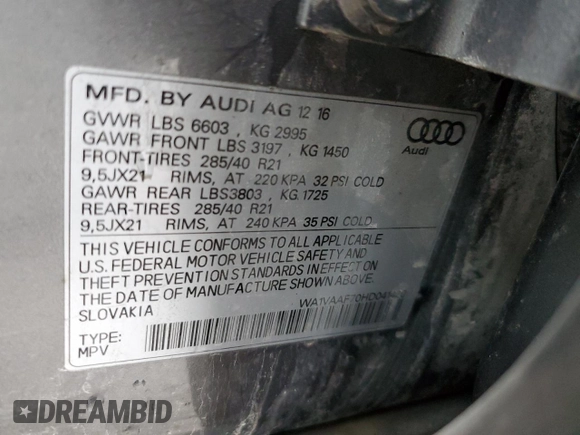 MFD. BY AUDI AG 12 16
GVWR LBS 6603 , KG 2995
GAWR FRONT LBS 3197 , KG 1450
FRONT-TIRES 285/40 R21
9,5JX21 RIMS, AT 220 KPA 32 PSI COLD
GAWR REAR LBS3803 , KG 1725
REAR-TIRES 285/40 R21
9,5JX21 RIMS, AT 240 KPA 35 PSI COLD
Audi
THIS VEHICLE CONFORMS TO ALL APPLICABLE
U.S. FEDERAL MOTOR VEHICLE SAFETY AND
THEFT PREVENTION STANDARDS IN EFFECT ON
THE DATE OF MANUFACTURE SHOWN ABOVE.
SLOVAKIA
TYPE:
MPV
DREAMBID